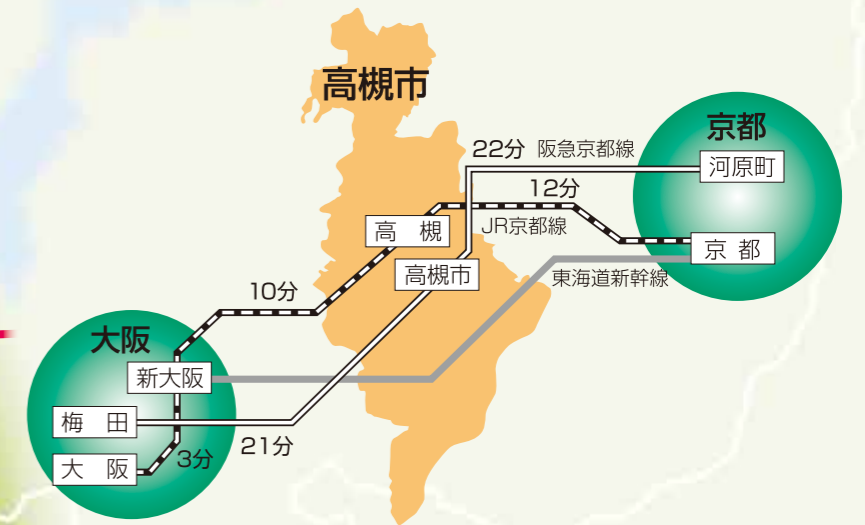 高槻市
京都
22分 阪急京都線
河原町
12分
高槻
JR京都線
京都
高槻市
東海道新幹線
10分
大阪
新大阪
梅田
21分
3分
大阪